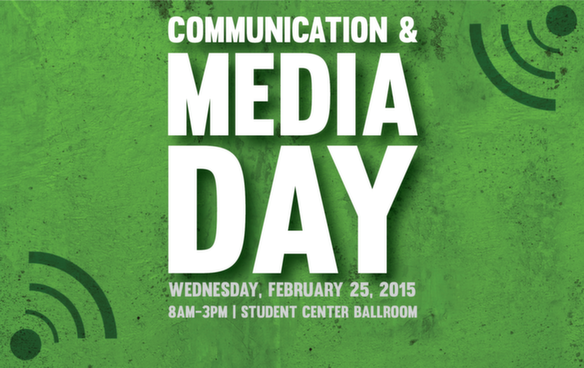 COMMUNICATION &
MEDIA
DAY
WEDNESDAY, FEBRUARY 25, 2015
8AM-3PM | STUDENT CENTER BALLROOM